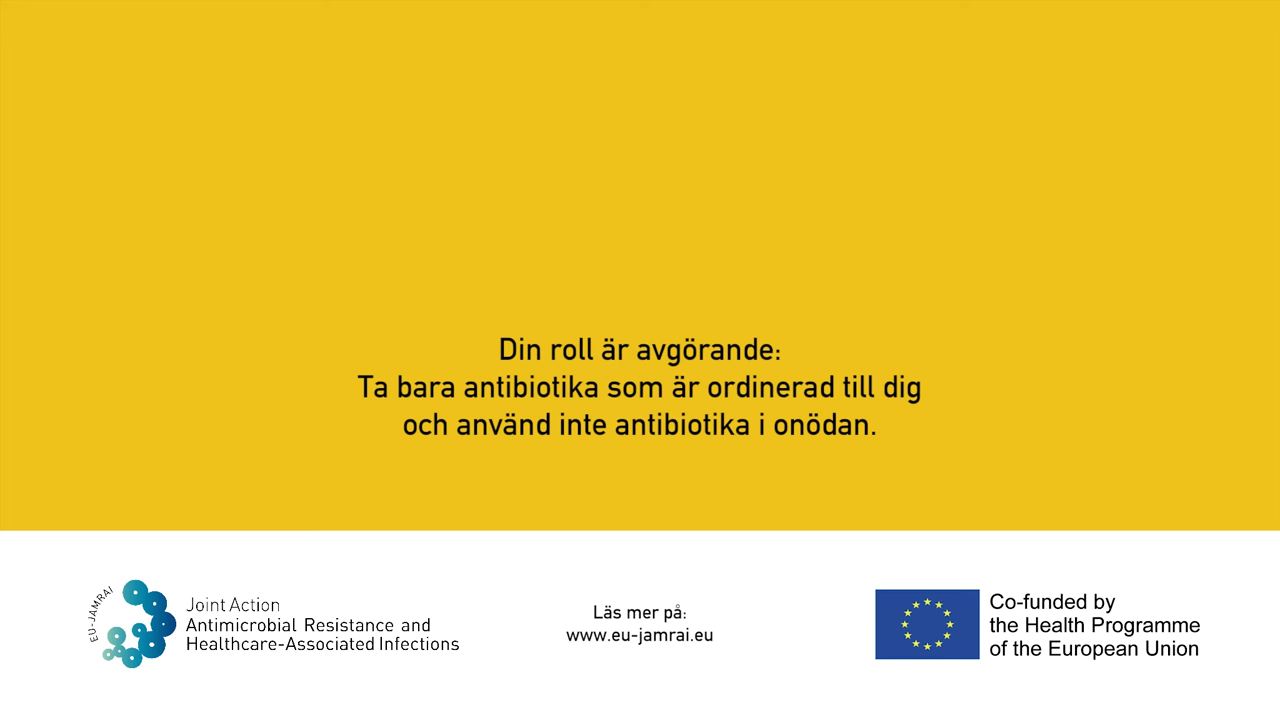 Din roll är avgörande:
Ta bara antibiotika som är ordinerad till dig
och använd inte antibiotika i onödan.
EU-JAMRAI
Joint Action
Antimicrobial Resistance and
Healthcare-Associated Infections
Läs mer på:
www.eu-jamrai.eu
Co-funded by
the Health Programme
of the European Union